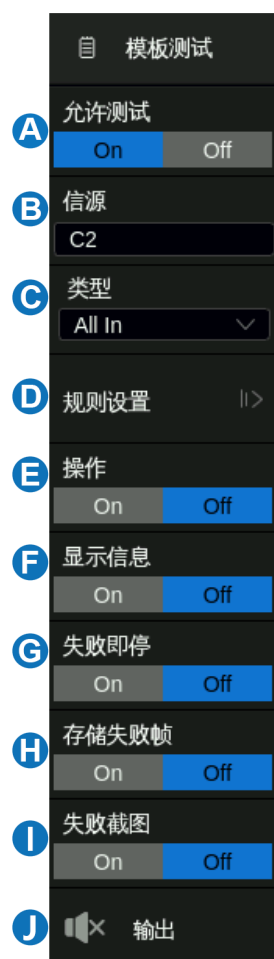 模板测试
A 允许测试
On Off
B 信源
C2
C 类型
All In
D 规则设置
E 操作
On Off
F 显示信息
On Off
G 失败即停
On Off
H 存储失败帧
On Off
I 失败截图
On Off
J 输出